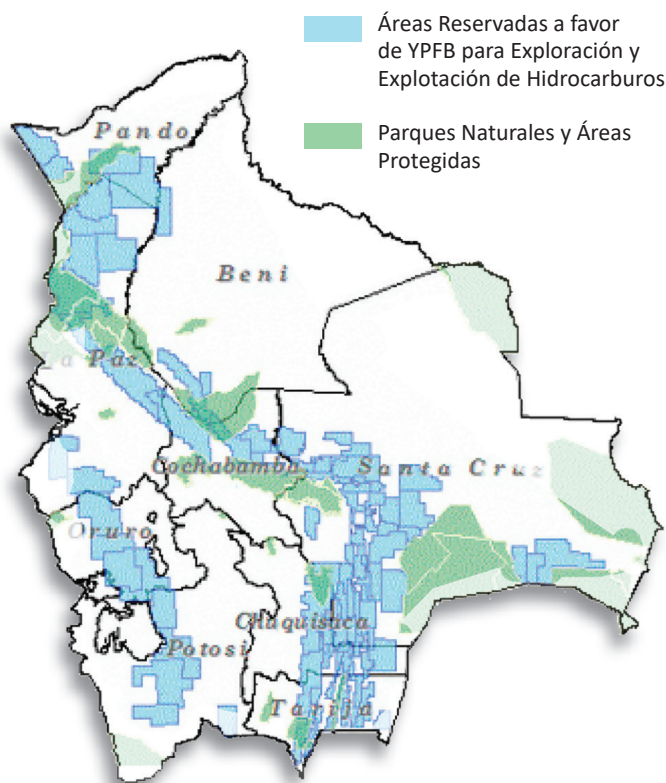 Áreas Reservadas a favor
de YPFB para Exploración y
Explotación de Hidrocarburos
Parques Naturales y Áreas
Protegidas
Pando
Beni
La Paz
Cochabamba
Santa Cruz
Oruro
Chuquisaca
Potosi
Tarija